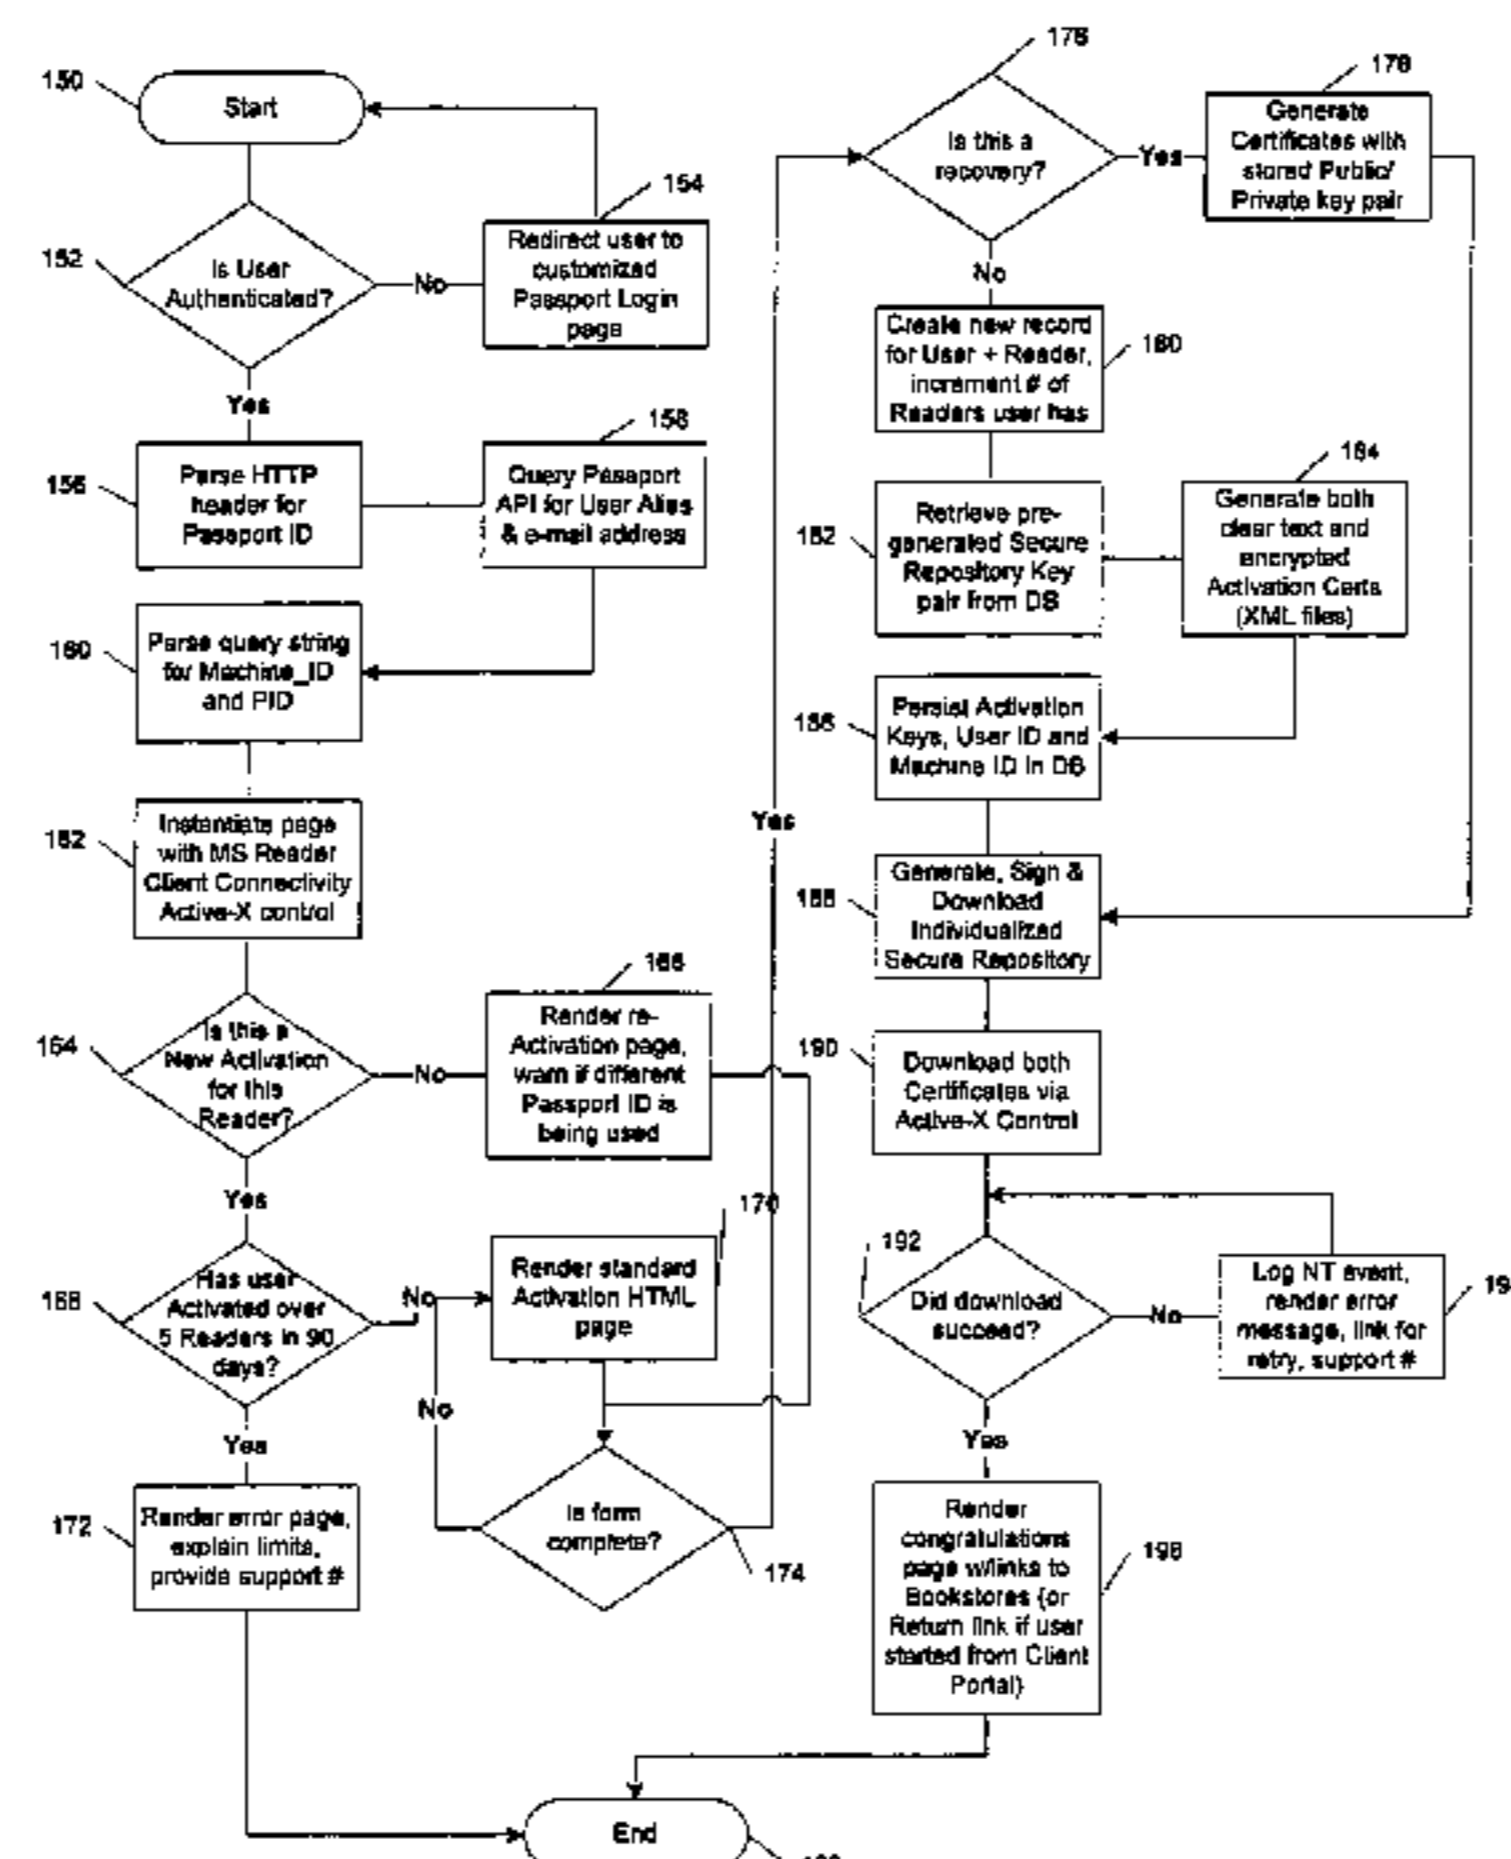 150
Start
154
152
Is User
Authenticated?
No
Redirect user to
customized
Passport Login
page
Yes
158
156
Parse HTTP
header for
Passport ID
Query Passport
API for User Alias
& e-mail address
160
Parse query string
for Machine_ID
and PID
162
Instantiate page
with MS Reader
Client Connectivity
Active-X control
166
164
Is this a
New Activation
for this
Reader?
No
Render re-
Activation page,
warn if different
Passport ID is
being used
Yes
170
168
Has user
Activated over
5 Readers in 90
days?
No
Render standard
Activation HTML
page
No
Yes
172
Render error page,
explain limits,
provide support #
Is form
complete?
174
Yes
176
Is this a
recovery?
Yes
178
Generate
Certificates with
stored Public/
Private key pair
No
Create new record
for User + Reader,
increment # of
Readers user has
180
184
182
Retrieve pre-
generated Secure
Repository Key
pair from DB
Generate both
clear text and
encrypted
Activation Certs
(XML files)
186
Persist Activation
Keys, User ID and
Machine ID in DB
188
Generate, Sign &
Download
Individualized
Secure Repository
190
Download both
Certificates via
Active-X Control
192
Did download
succeed?
No
Log NT event,
render error
message, link for
retry, support #
19
Yes
Render
congratulations
page w/links to
Bookstores (or
Return link if user
started from Client
Portal)
196
End